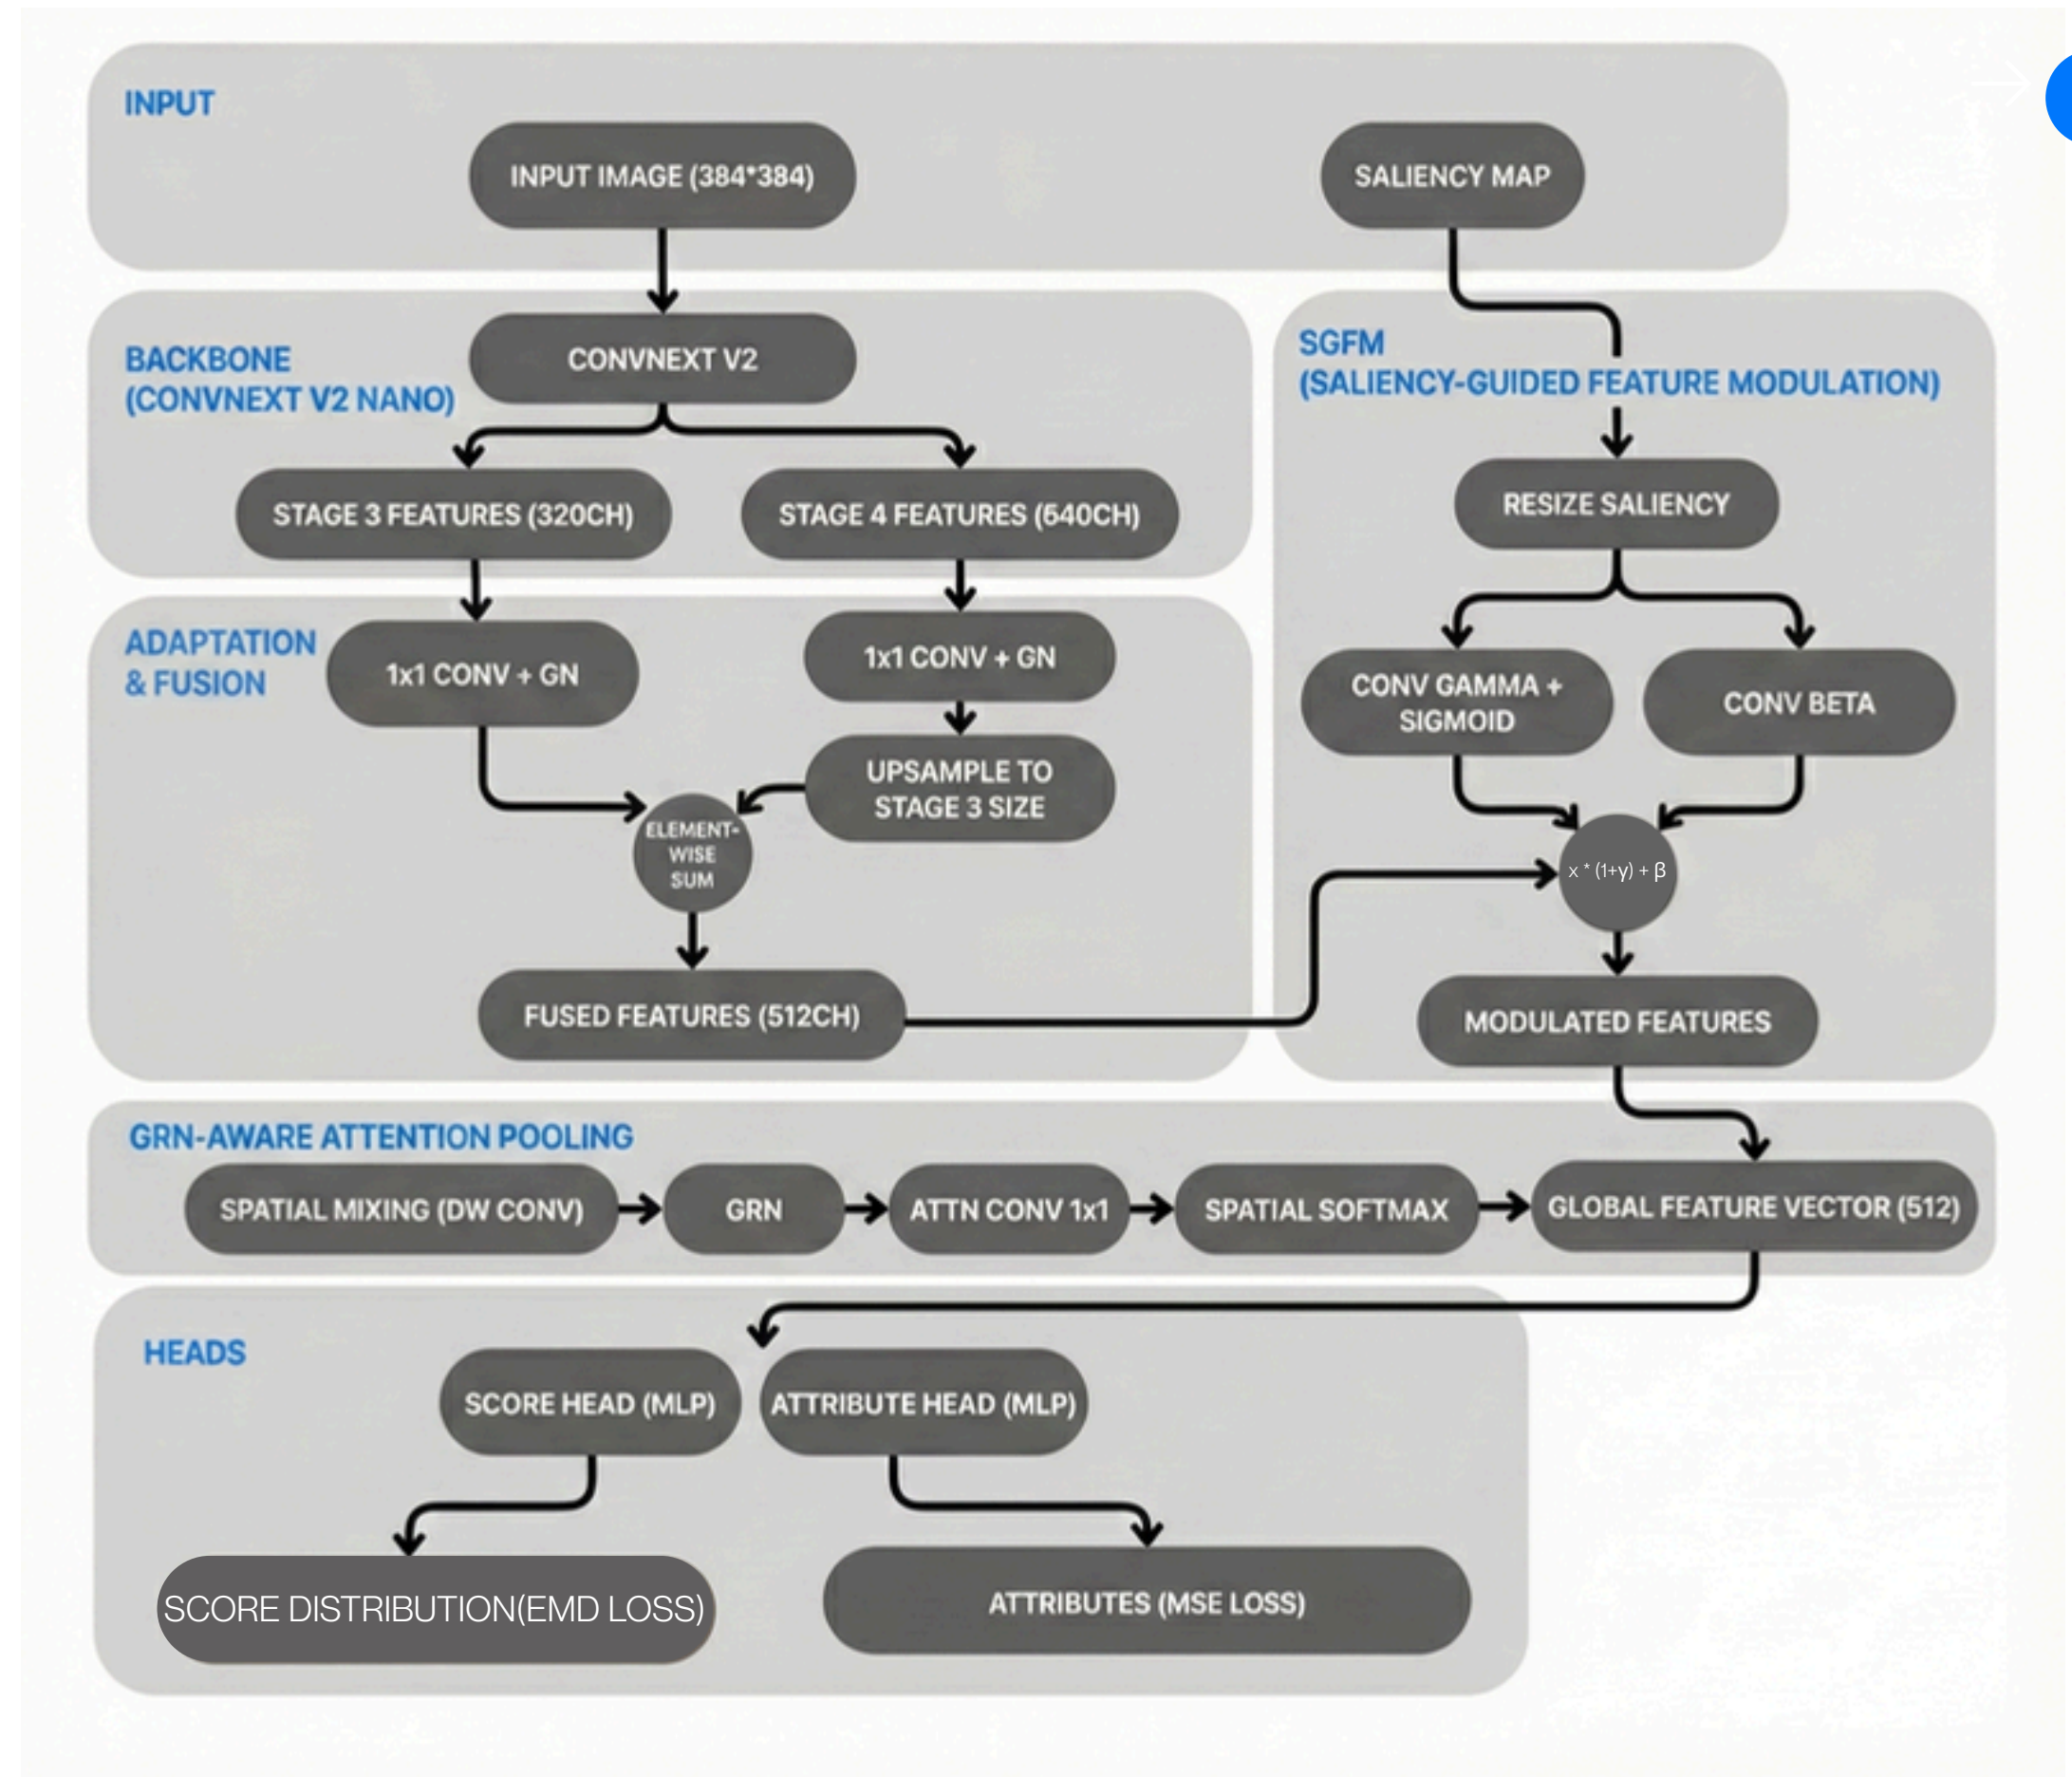 INPUT
INPUT IMAGE (384*384)
SALIENCY MAP
BACKBONE
(CONVNEXT V2 NANO)
CONVNEXT V2
STAGE 3 FEATURES (320CH)
STAGE 4 FEATURES (640CH)
ADAPTATION
& FUSION
1x1 CONV + GN
1x1 CONV + GN
UPSAMPLE TO
STAGE 3 SIZE
ELEMENT-
WISE
SUM
FUSED FEATURES (512CH)
SGFM
(SALIENCY-GUIDED FEATURE MODULATION)
RESIZE SALIENCY
CONV GAMMA +
SIGMOID
CONV BETA
x * (1+γ) + β
MODULATED FEATURES
GRN-AWARE ATTENTION POOLING
SPATIAL MIXING (DW CONV)
GRN
ATTN CONV 1x1
SPATIAL SOFTMAX
GLOBAL FEATURE VECTOR (512)
HEADS
SCORE HEAD (MLP)
ATTRIBUTE HEAD (MLP)
SCORE DISTRIBUTION(EMD LOSS)
ATTRIBUTES (MSE LOSS)